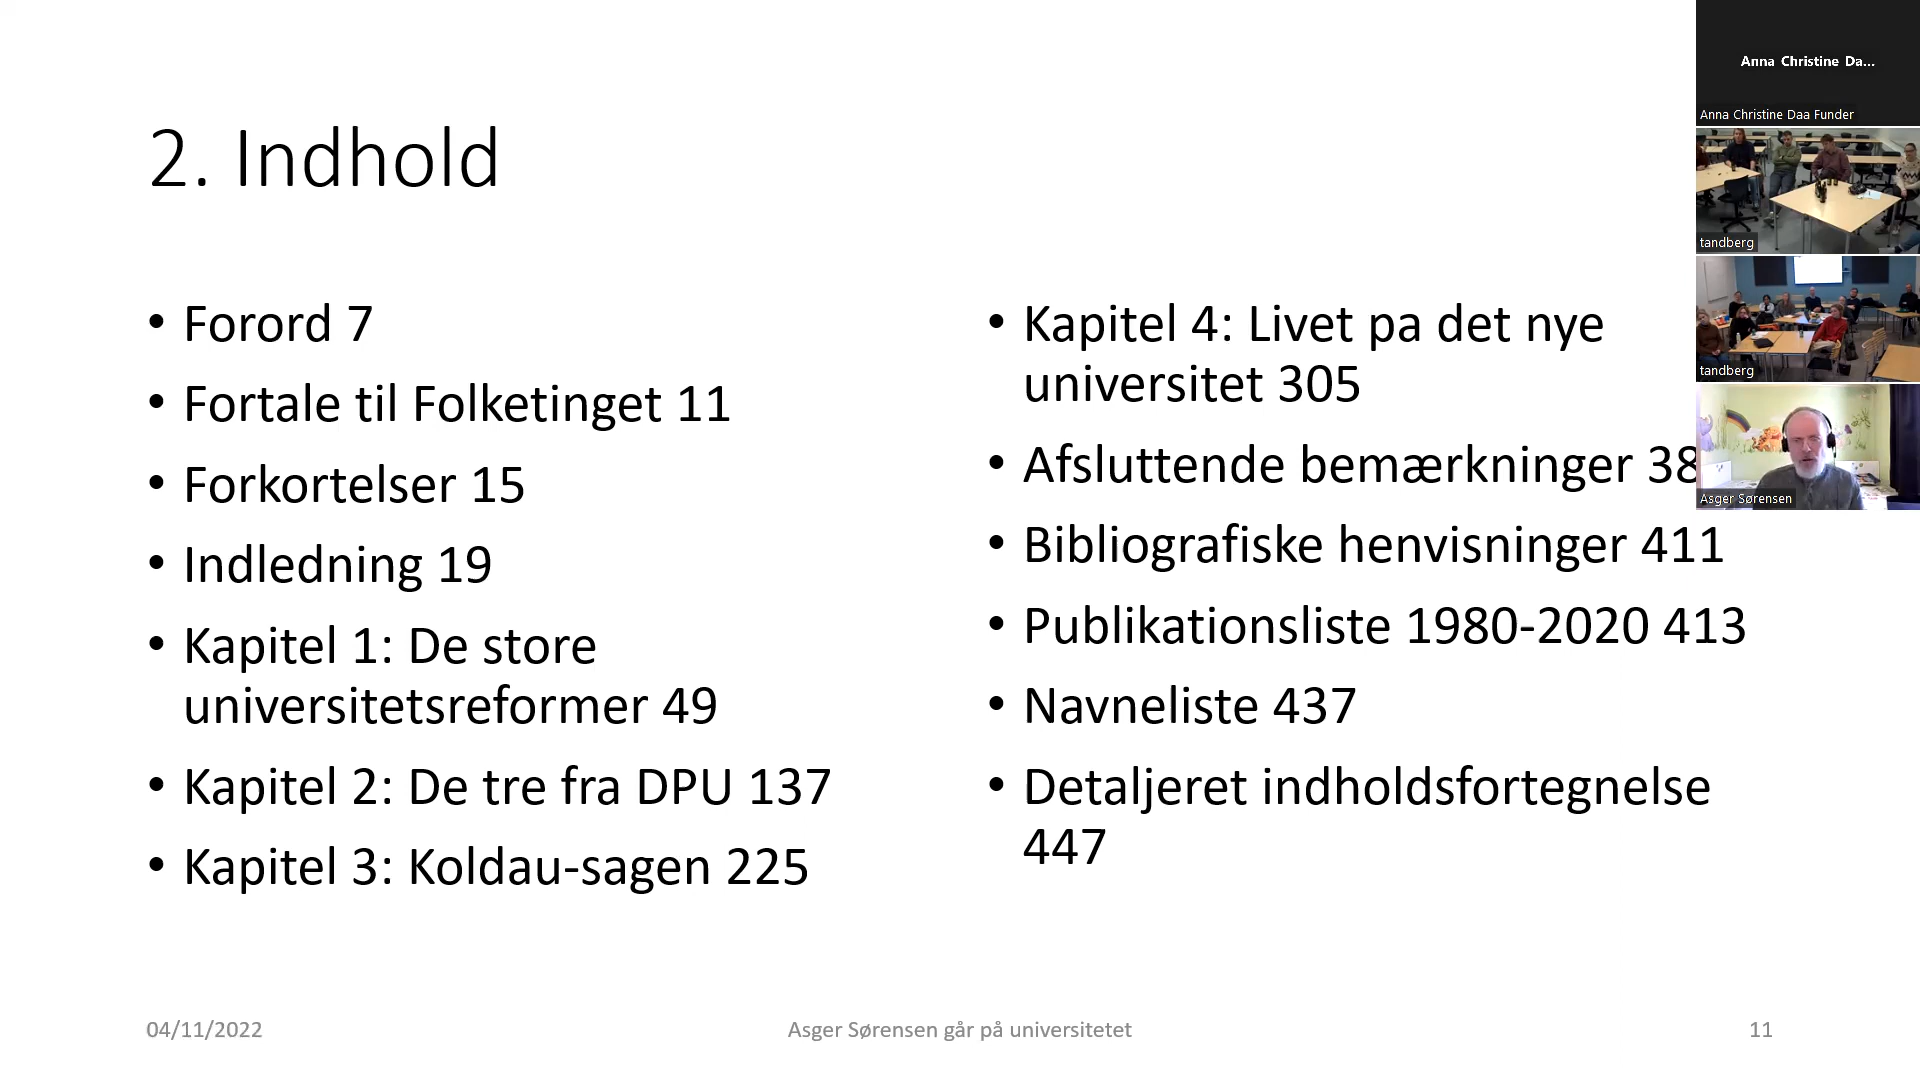 2. Indhold
• Forord 7
• Fortale til Folketinget 11
• Forkortelser 15
• Indledning 19
• Kapitel 1: De store
universitetsreformer 49
• Kapitel 2: De tre fra DPU 137
• Kapitel 3: Koldau-sagen 225
• Kapitel 4: Livet pa det nye
universitet 305
• Afsluttende bemærkninger
• Bibliografiske henvisninger 411
• Publikationsliste 1980-2020 413
• Navneliste 437
• Detaljeret indholdsfortegnelse
447
04/11/2022
Asger Sørensen går på universitetet
11
Anna Christine Da...
Anna Christine Daa Funder
tandberg
tandberg
Asger Sørensen